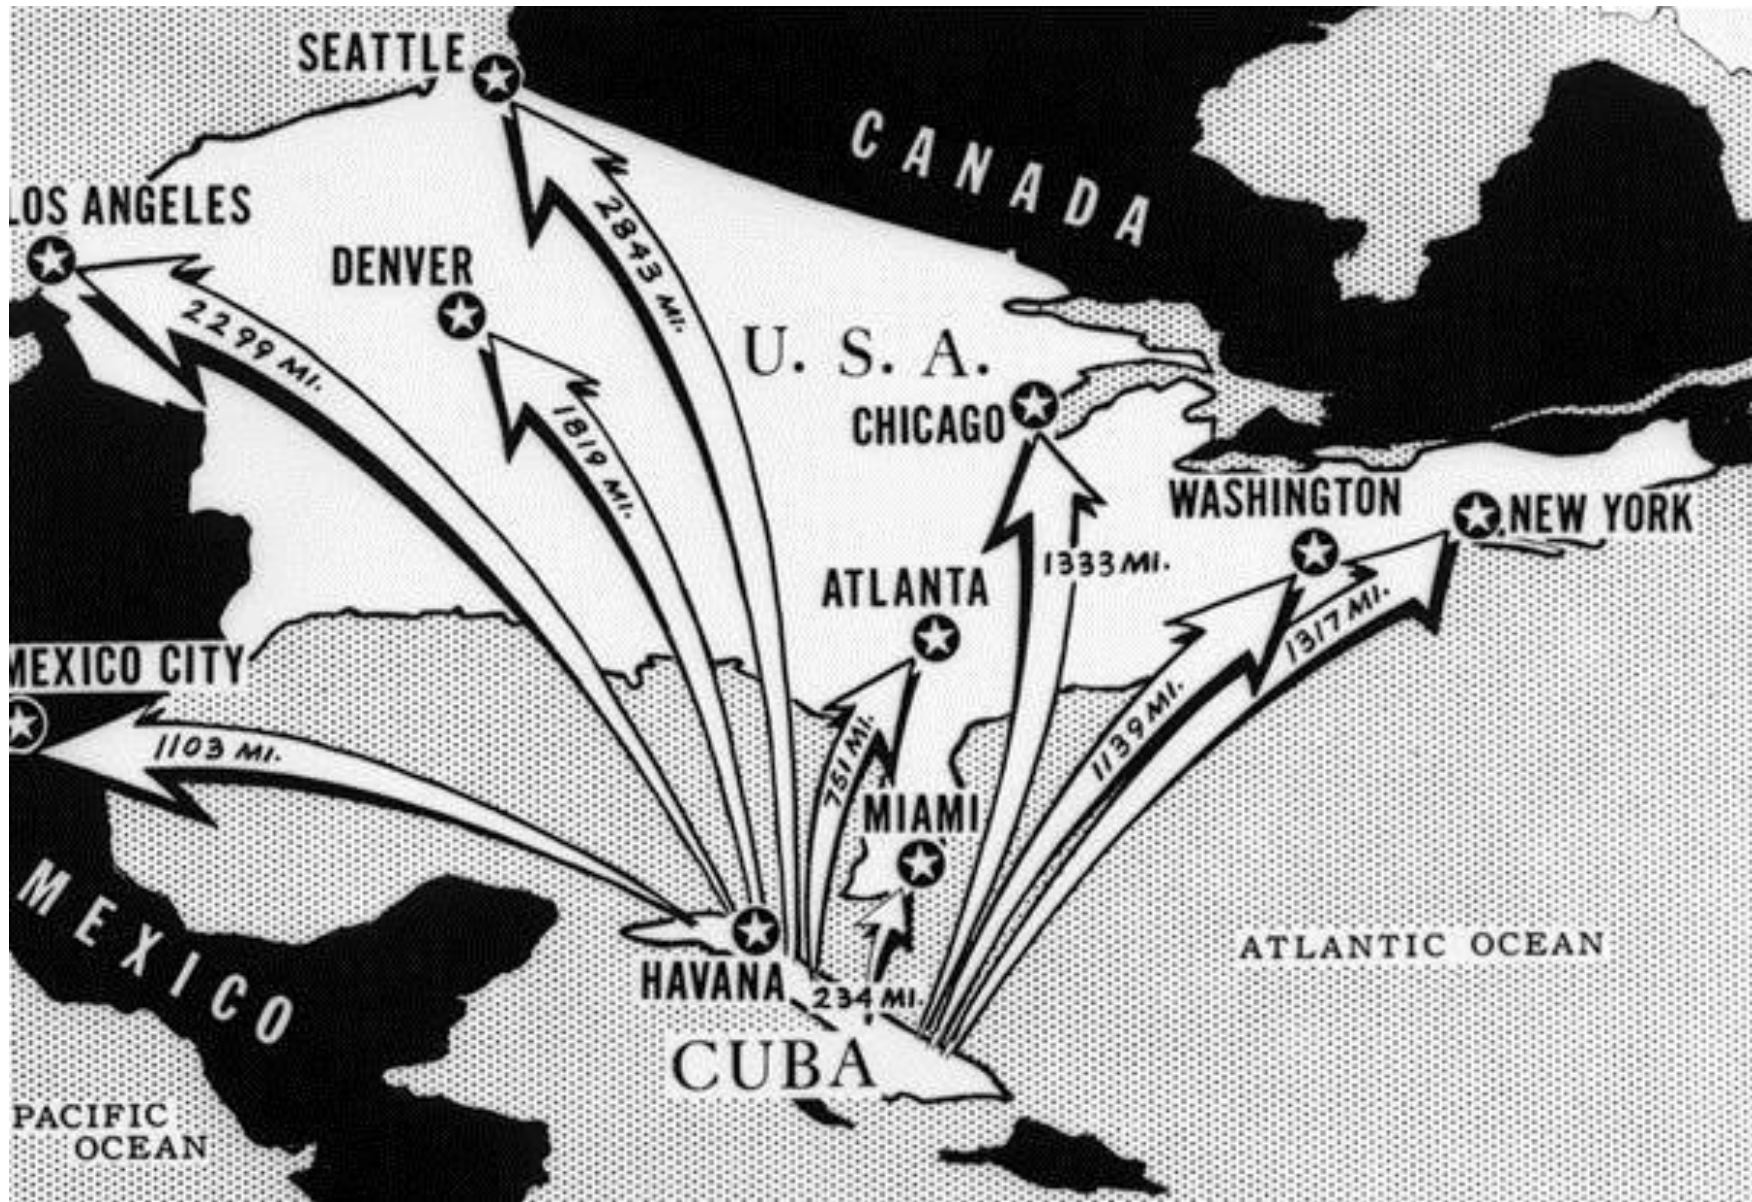 SEATTLE
CANADA
LOS ANGELES
2843 MI.
DENVER
2299 MI.
U. S. A.
CHICAGO
1819 MI.
WASHINGTON
NEW YORK
1333 MI.
ATLANTA
1317 MI.
MEXICO CITY
1139 MI.
1103 MI.
751 MI.
MIAMI
MEXICO
ATLANTIC OCEAN
HAVANA
234 MI.
CUBA
PACIFIC
OCEAN